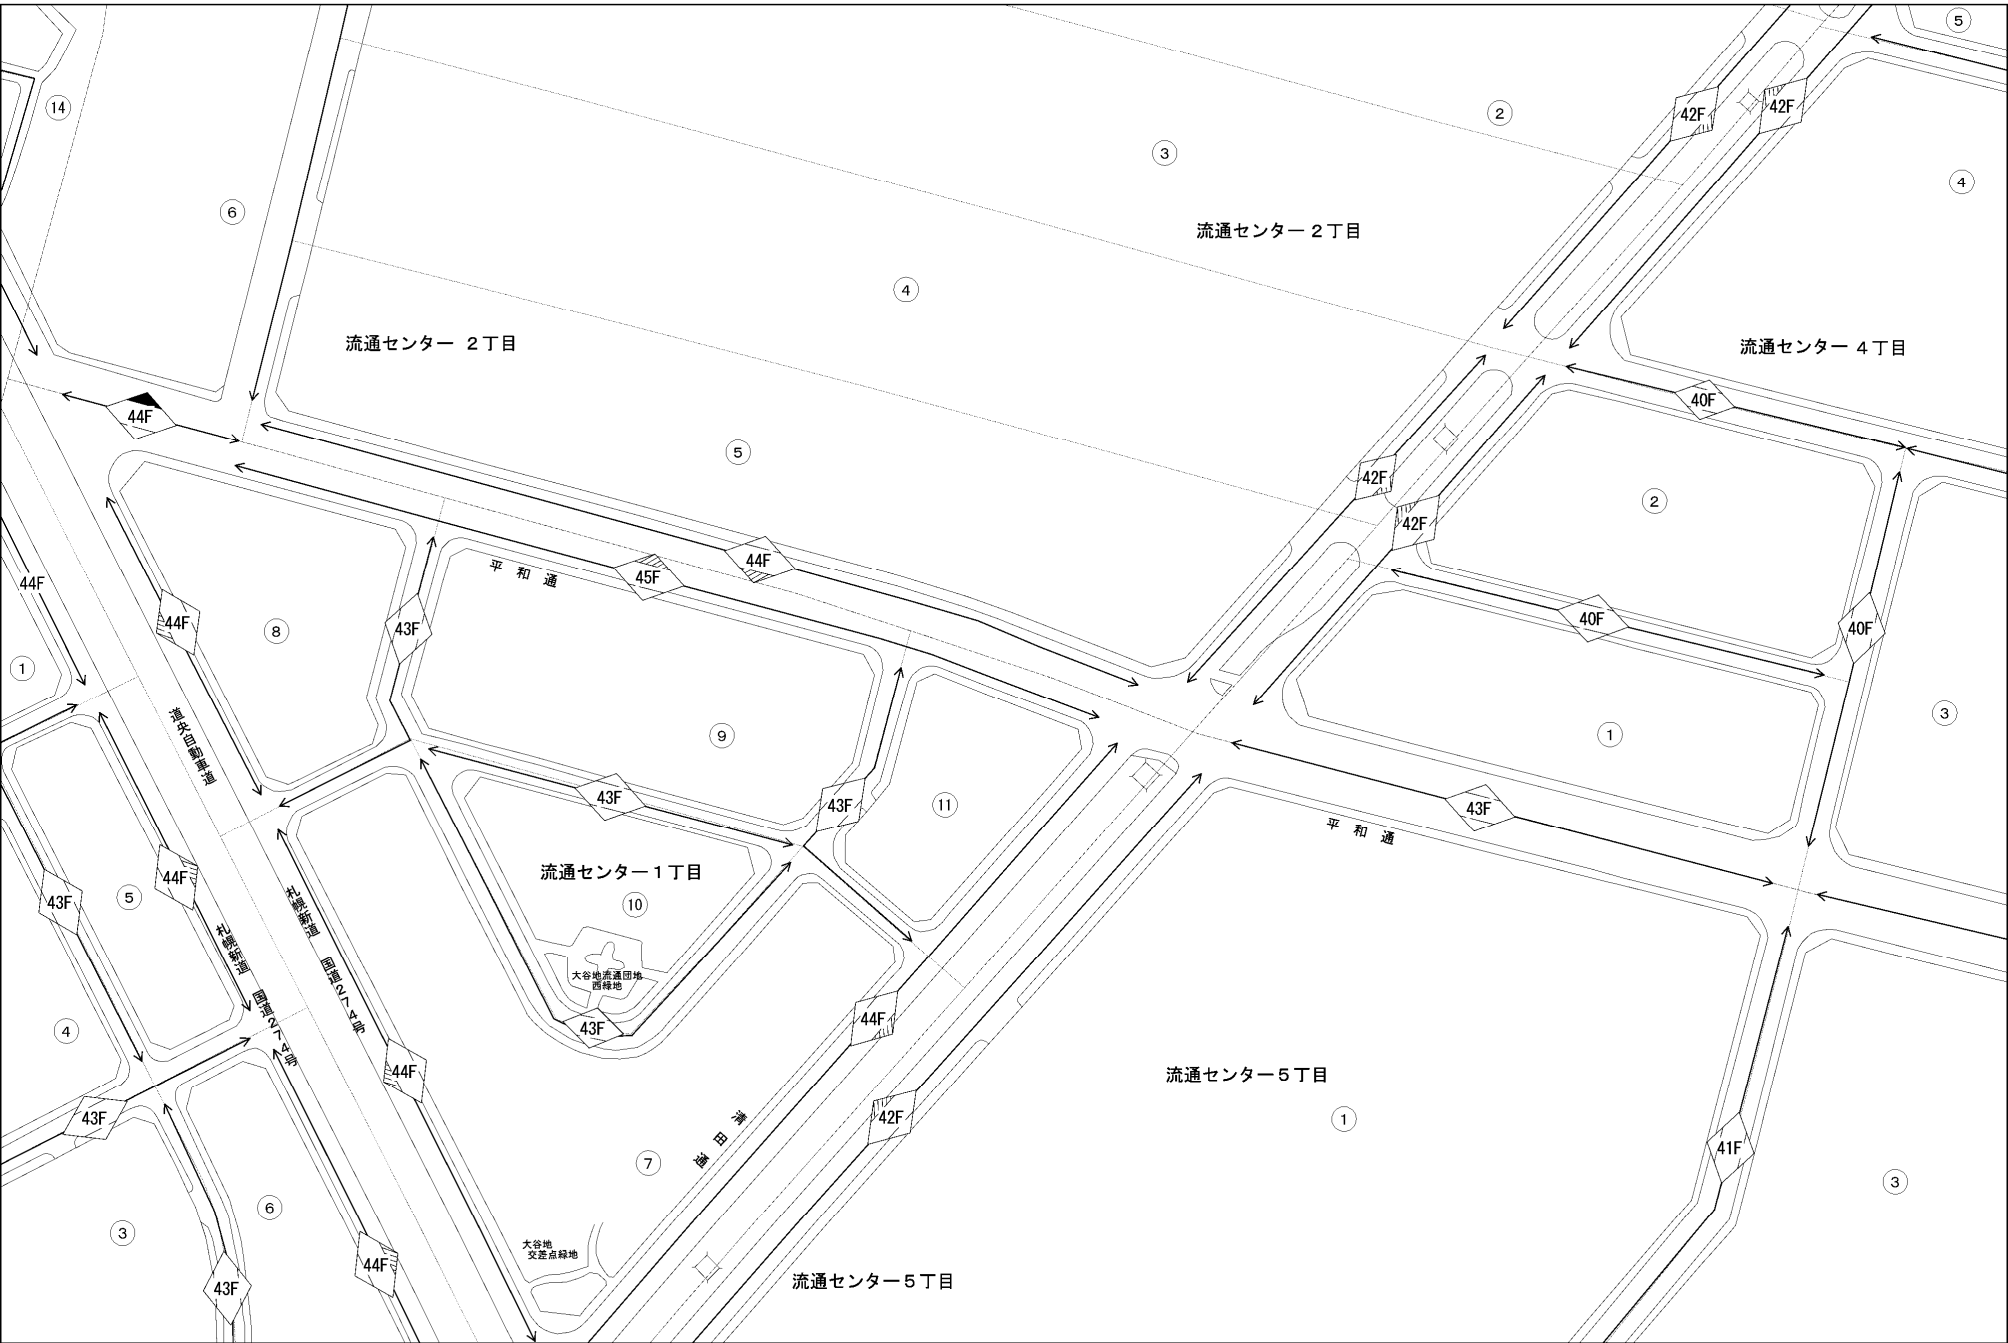 ⑤
⑭
②
42F
42F
③
④
⑥
流通センター２丁目
④
流通センター ２丁目
流通センター４丁目
40F
44F
⑤
42F
②
42F
44F
平和通
45F
44F
40F
44F
43F
⑧
40F
①
③
道央自動車道
⑨
①
43F
43F
⑪
43F
平和通
44F
流通センター１丁目
43F
⑤
⑩
札幌新道 国道274号
札幌新道 国道274号
大谷地流通団地
西緑地
44F
43F
④
44F
流通センター５丁目
43F
42F
清田通
①
41F
⑦
③
⑥
③
大谷地
交差点緑地
44F
43F
流通センター５丁目